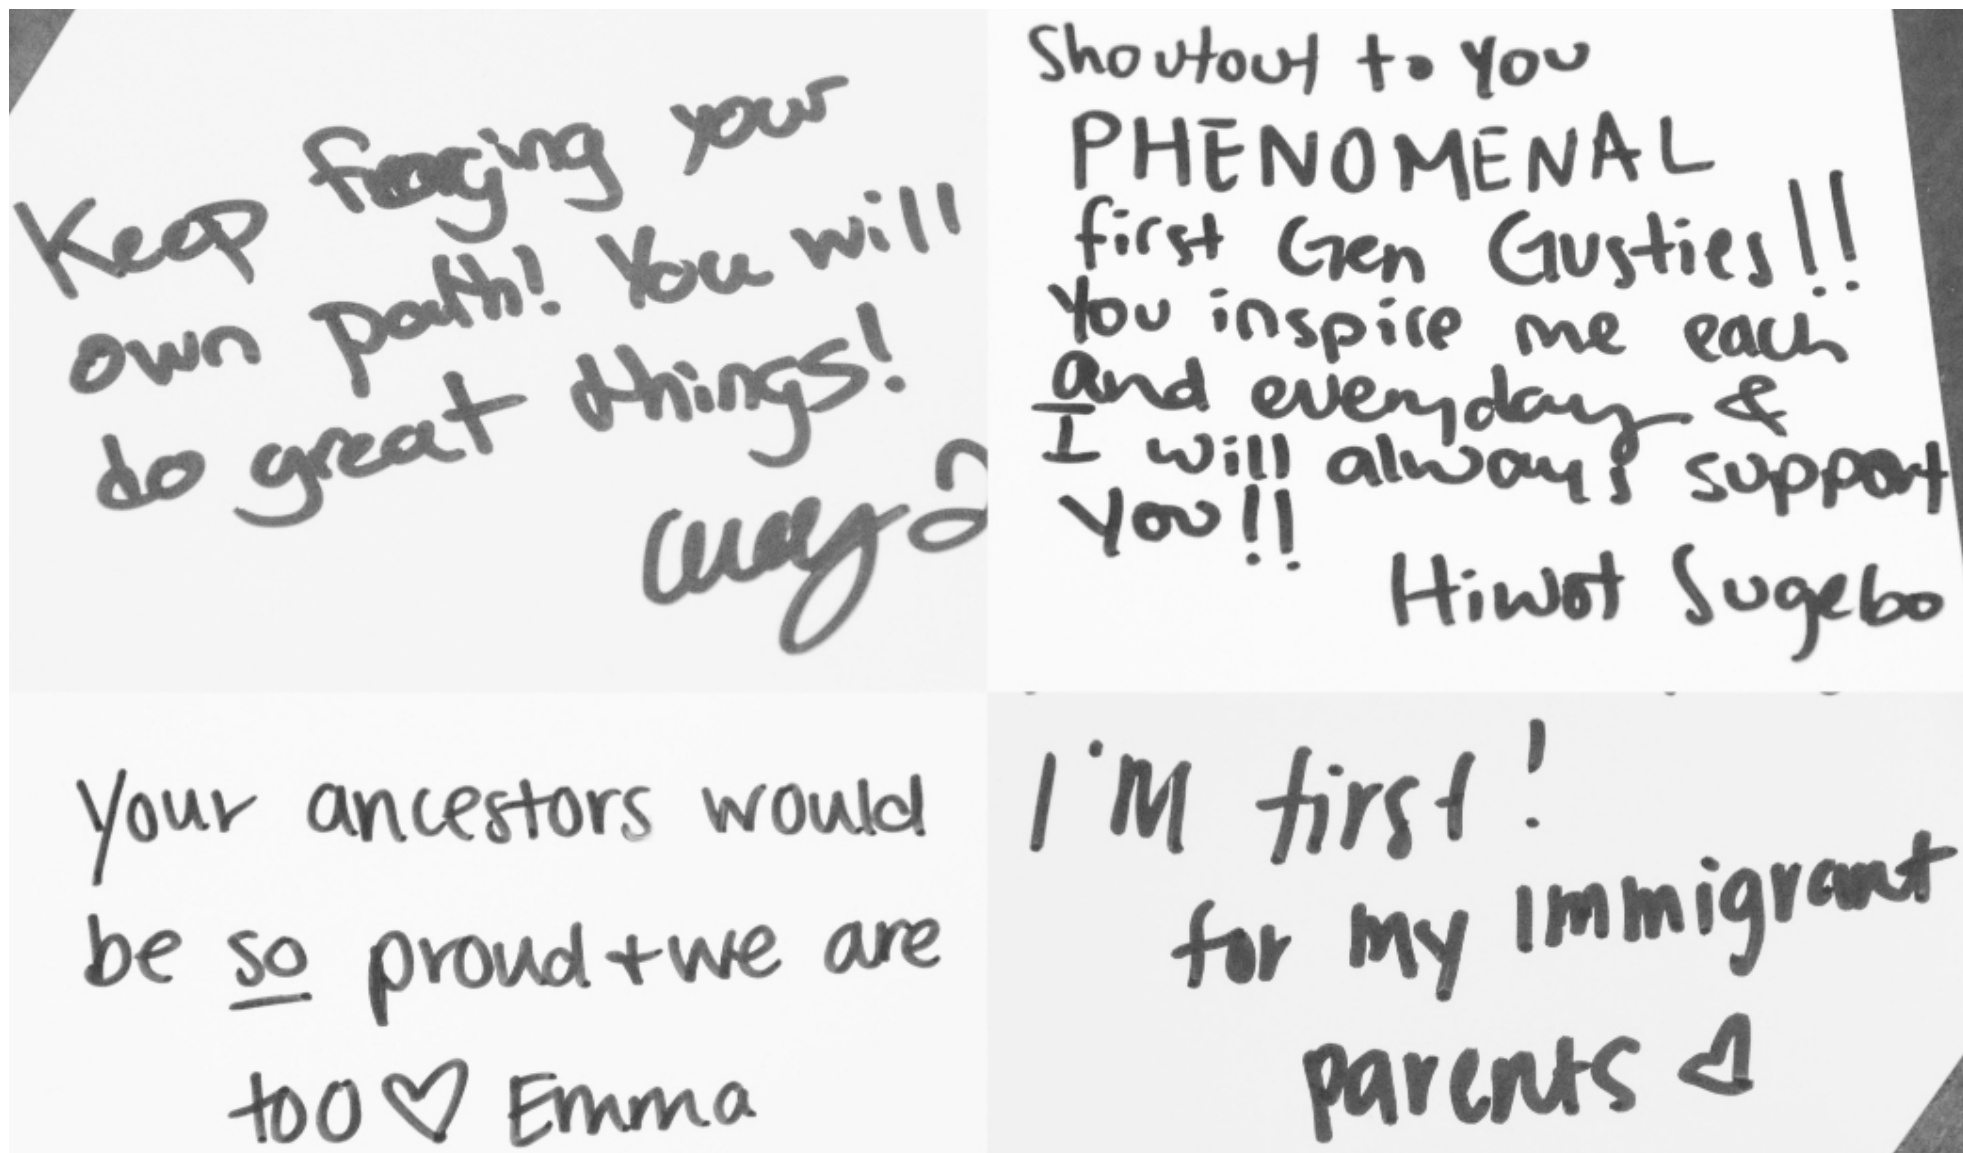 Keep forging your
own path! You will
do great things!
Shoutout to you
PHENOMENAL
first Gen Gusties!!
You inspire me each
and everyday &
I will always support
you!!
Hiwot Sugebo
Your ancestors would
be so proud + we are
too ♡ Emma
I'm first!
for my immigrant
parents ♡